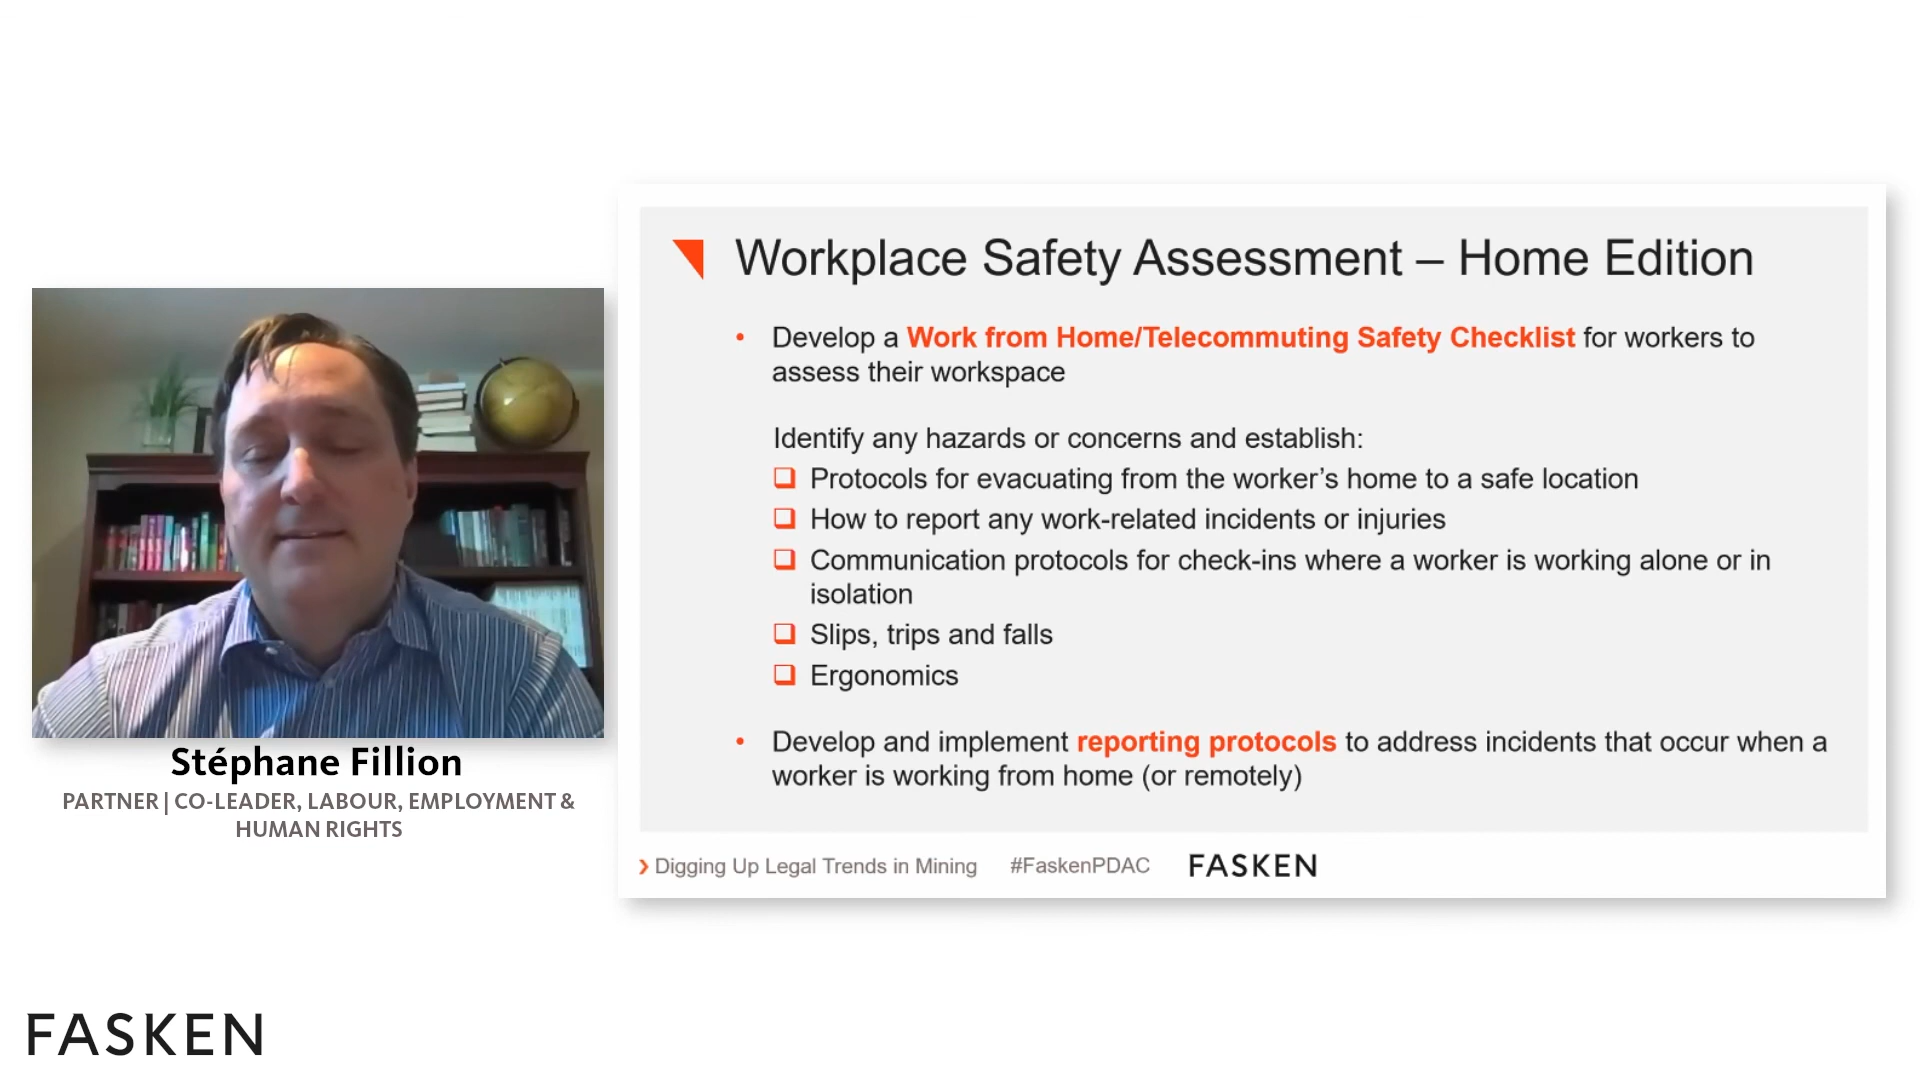 Workplace Safety Assessment – Home Edition
• Develop a Work from Home/Telecommuting Safety Checklist for workers to
assess their workspace
Identify any hazards or concerns and establish:
❑ Protocols for evacuating from the worker’s home to a safe location
❑ How to report any work-related incidents or injuries
❑ Communication protocols for check-ins where a worker is working alone or in
isolation
❑ Slips, trips and falls
❑ Ergonomics
• Develop and implement reporting protocols to address incidents that occur when a
worker is working from home (or remotely)
Digging Up Legal Trends in Mining #FaskenPDAC FASKEN
Stéphane Fillion
PARTNER | CO-LEADER, LABOUR, EMPLOYMENT &
HUMAN RIGHTS
FASKEN